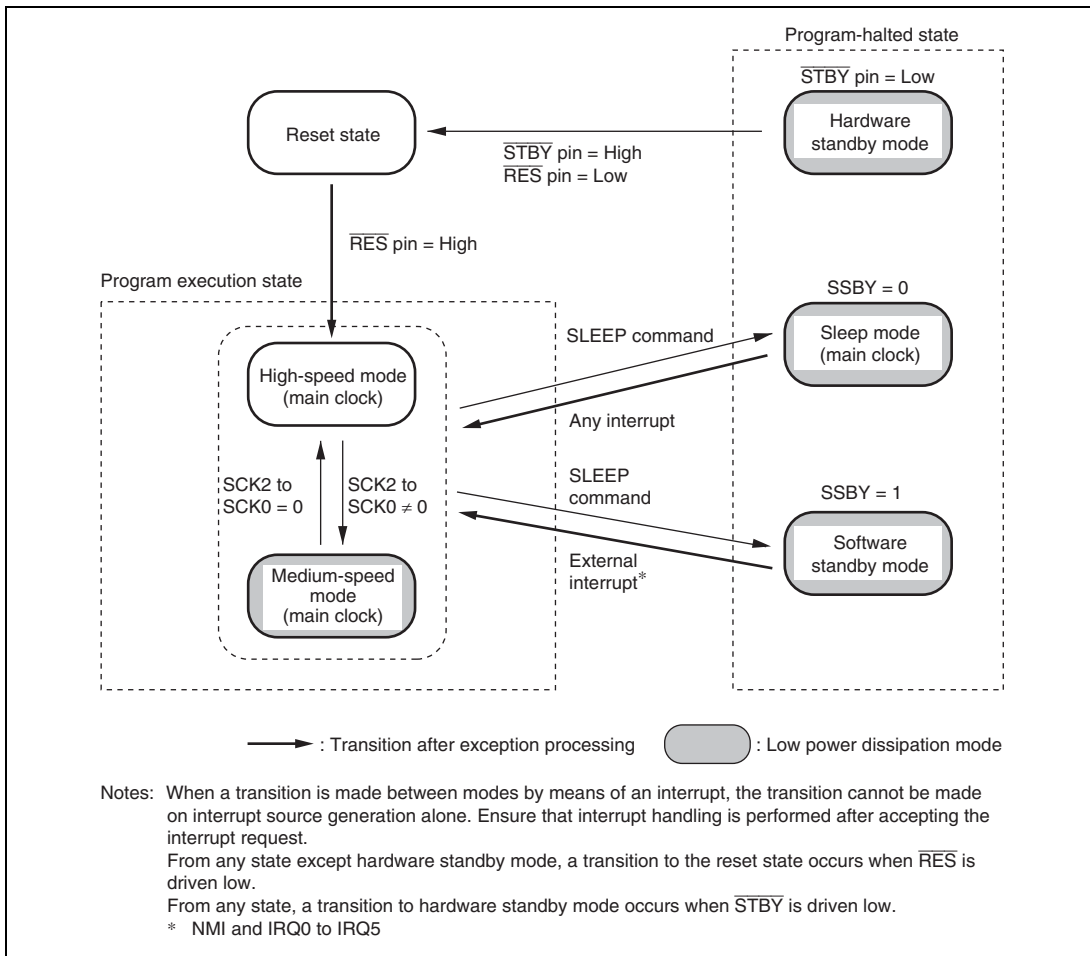 Program-halted state
S̅T̅B̅Y̅ pin = Low
Hardware
standby mode
Reset state
S̅T̅B̅Y̅ pin = High
R̅E̅S̅ pin = Low
R̅E̅S̅ pin = High
Program execution state
SSBY = 0
SLEEP command
Sleep mode
(main clock)
High-speed mode
(main clock)
Any interrupt
SCK2 to
SCK0 = 0
SCK2 to
SCK0 ≠ 0
SLEEP
command
SSBY = 1
Software
standby mode
External
interrupt*
Medium-speed
mode
(main clock)
: Transition after exception processing
: Low power dissipation mode
Notes: When a transition is made between modes by means of an interrupt, the transition cannot be made
on interrupt source generation alone. Ensure that interrupt handling is performed after accepting the
interrupt request.
From any state except hardware standby mode, a transition to the reset state occurs when R̅E̅S̅ is
driven low.
From any state, a transition to hardware standby mode occurs when S̅T̅B̅Y̅ is driven low.
* NMI and IRQ0 to IRQ5